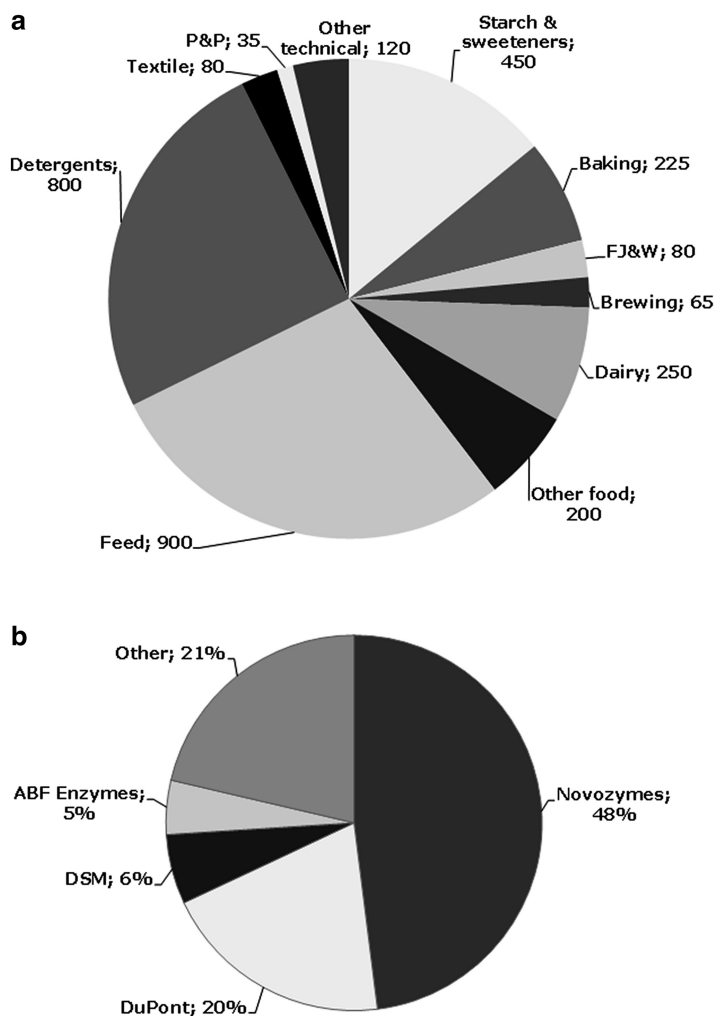 a
P&P; 35
Other
technical; 120
Starch &
sweeteners;
450
Textile; 80
Detergents;
800
Baking; 225
FJ&W; 80
Brewing; 65
Dairy; 250
Other food;
200
Feed; 900
b
Other; 21%
ABF Enzymes;
5%
Novozymes;
48%
DSM; 6%
DuPont; 20%